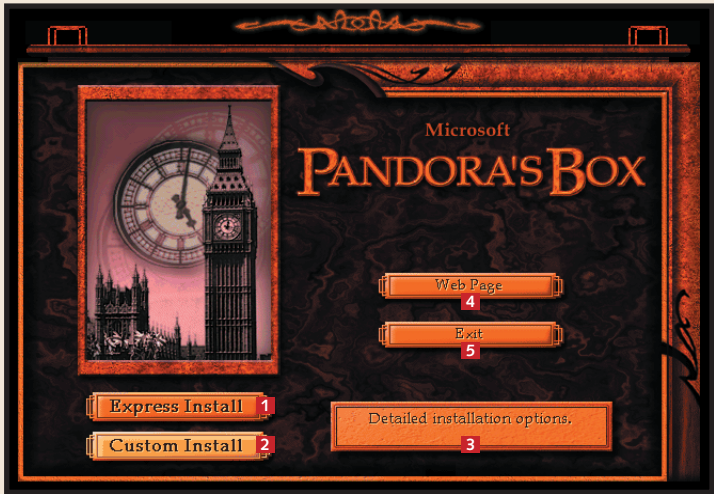 Microsoft
PANDORA'S BOX
Web Page
4
Exit
5
Express Install 1
Custom Install 2
Detailed installation options.
3